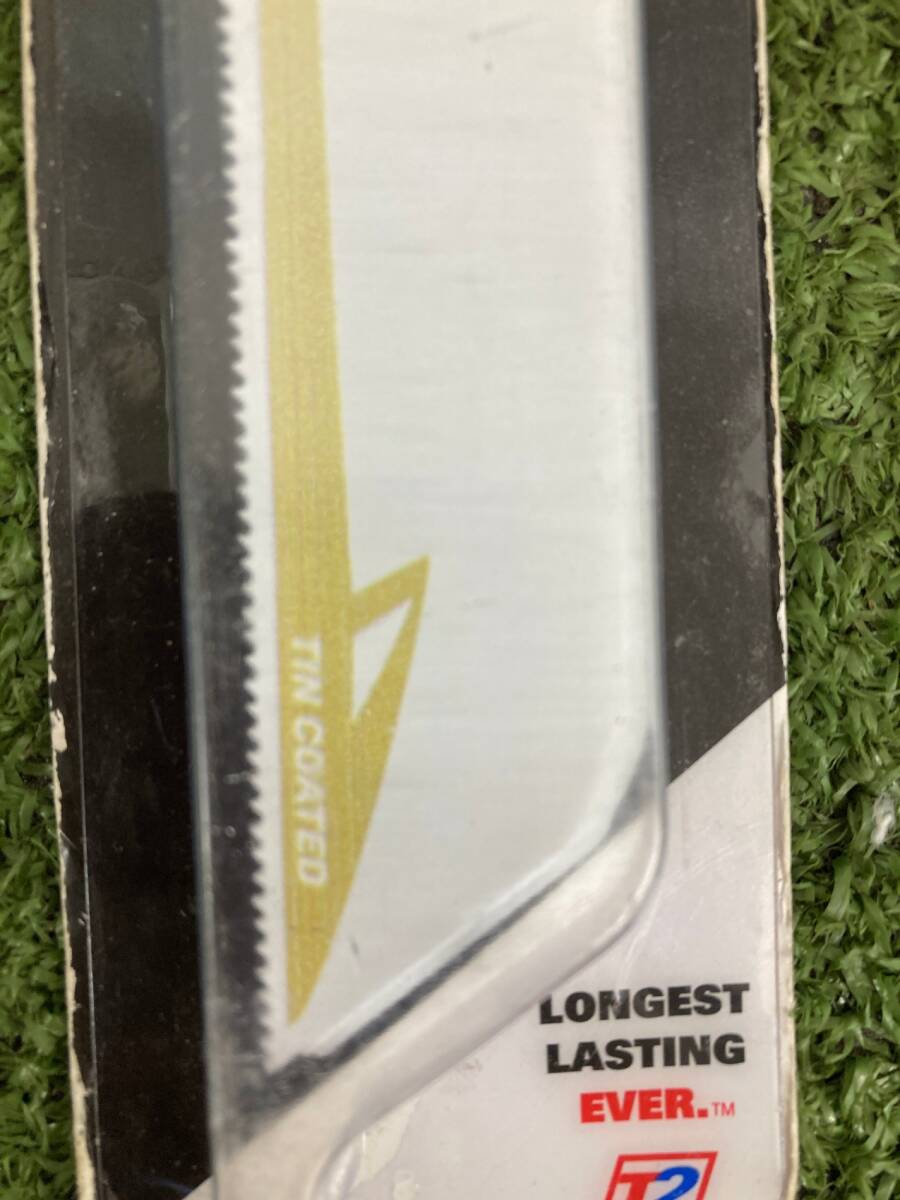 TIN COATED
LONGEST
LASTING
EVER.™
T2